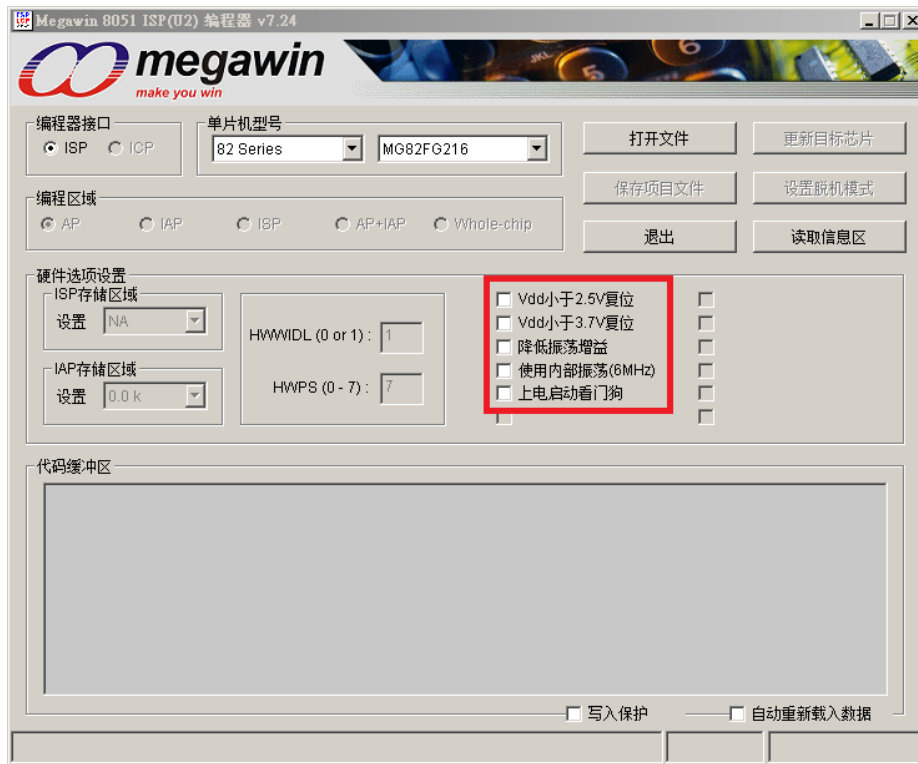 Megawin 8051 ISP(U2) 编程器 v7.24
megawin
make you win
编程器接口
ISP
ICP
单片机型号
82 Series
MG82FG216
打开文件
更新目标芯片
保存项目文件
设置脱机模式
退出
读取信息区
编程区域
AP
IAP
ISP
AP+IAP
Whole-chip
硬件选项设置
ISP存储区域
设置
NA
IAP存储区域
设置
0.0 k
HWWIDL (0 or 1) :
1
HWPS (0 - 7) :
7
Vdd小于2.5V复位
Vdd小于3.7V复位
降低振荡增益
使用内部振荡(6MHz)
上电启动看门狗
代码缓冲区
写入保护
自动重新载入数据